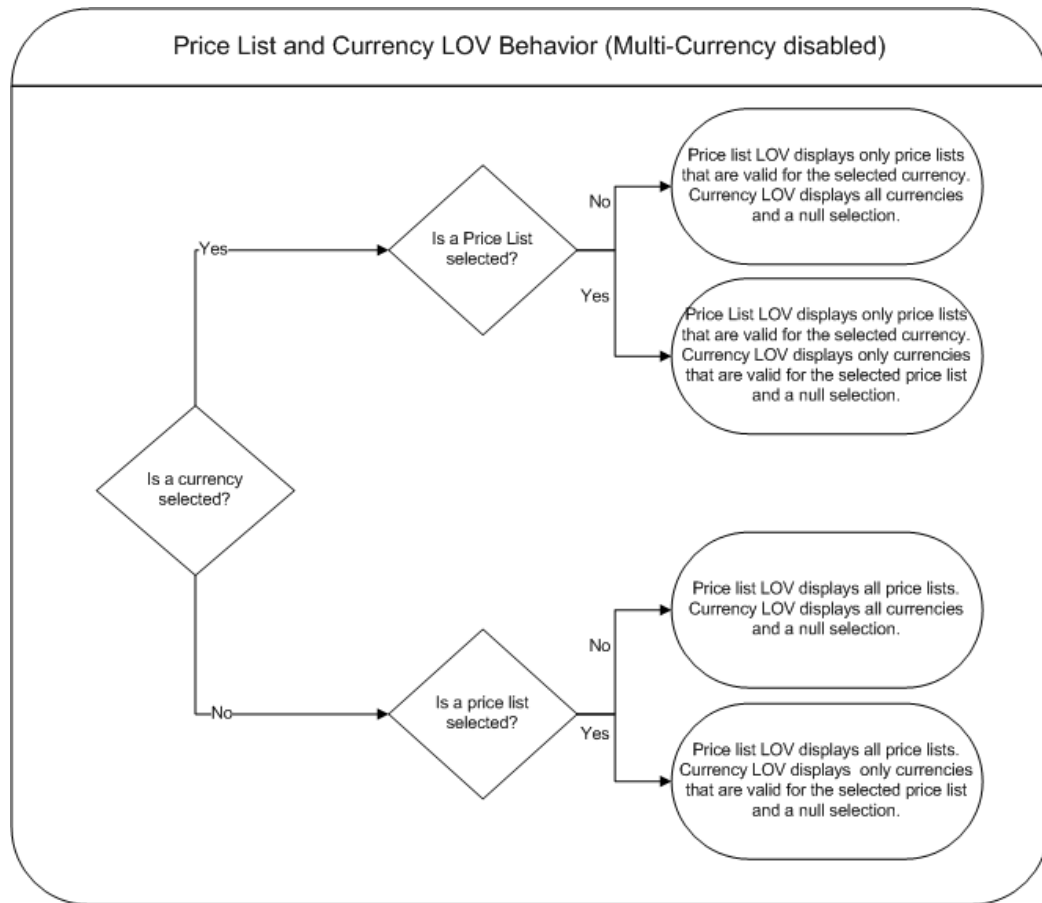 Price List and Currency LOV Behavior (Multi-Currency disabled)
Price list LOV displays only price lists
that are valid for the selected currency.
Currency LOV displays all currencies
and a null selection.
No
Is a Price List
selected?
Yes
Yes
Price List LOV displays only price lists
that are valid for the selected currency.
Currency LOV displays only currencies
that are valid for the selected price list
and a null selection.
Is a currency
selected?
Price list LOV displays all price lists.
Currency LOV displays all currencies
and a null selection.
No
Is a price list
selected?
No
Yes
Price list LOV displays all price lists.
Currency LOV displays  only currencies
that are valid for the selected price list
and a null selection.